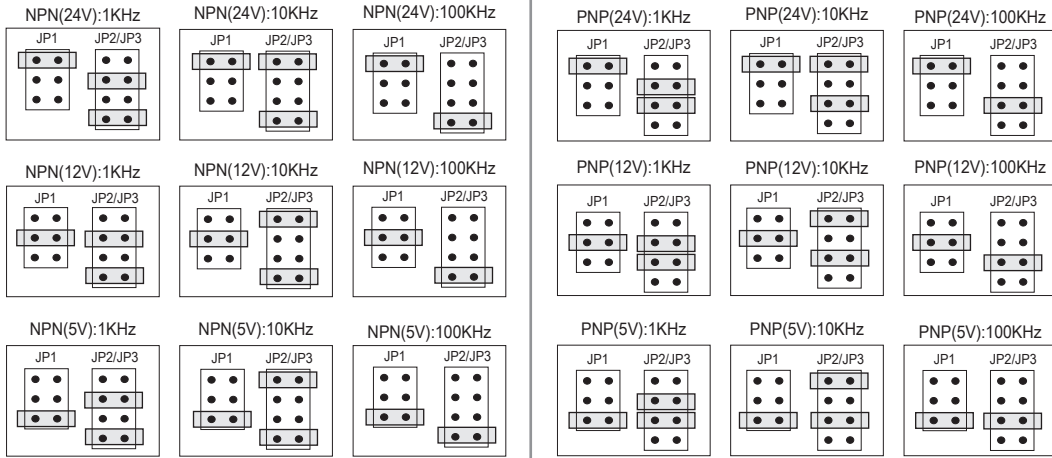 NPN(24V):1KHz NPN(24V):10KHz NPN(24V):100KHz PNP(24V):1KHz PNP(24V):10KHz PNP(24V):100KHz
JP1 JP2/JP3 JP1 JP2/JP3 JP1 JP2/JP3 JP1 JP2/JP3 JP1 JP2/JP3 JP1 JP2/JP3
NPN(12V):1KHz NPN(12V):10KHz NPN(12V):100KHz PNP(12V):1KHz PNP(12V):10KHz PNP(12V):100KHz
JP1 JP2/JP3 JP1 JP2/JP3 JP1 JP2/JP3 JP1 JP2/JP3 JP1 JP2/JP3 JP1 JP2/JP3
NPN(5V):1KHz NPN(5V):10KHz NPN(5V):100KHz PNP(5V):1KHz PNP(5V):10KHz PNP(5V):100KHz
JP1 JP2/JP3 JP1 JP2/JP3 JP1 JP2/JP3 JP1 JP2/JP3 JP1 JP2/JP3 JP1 JP2/JP3